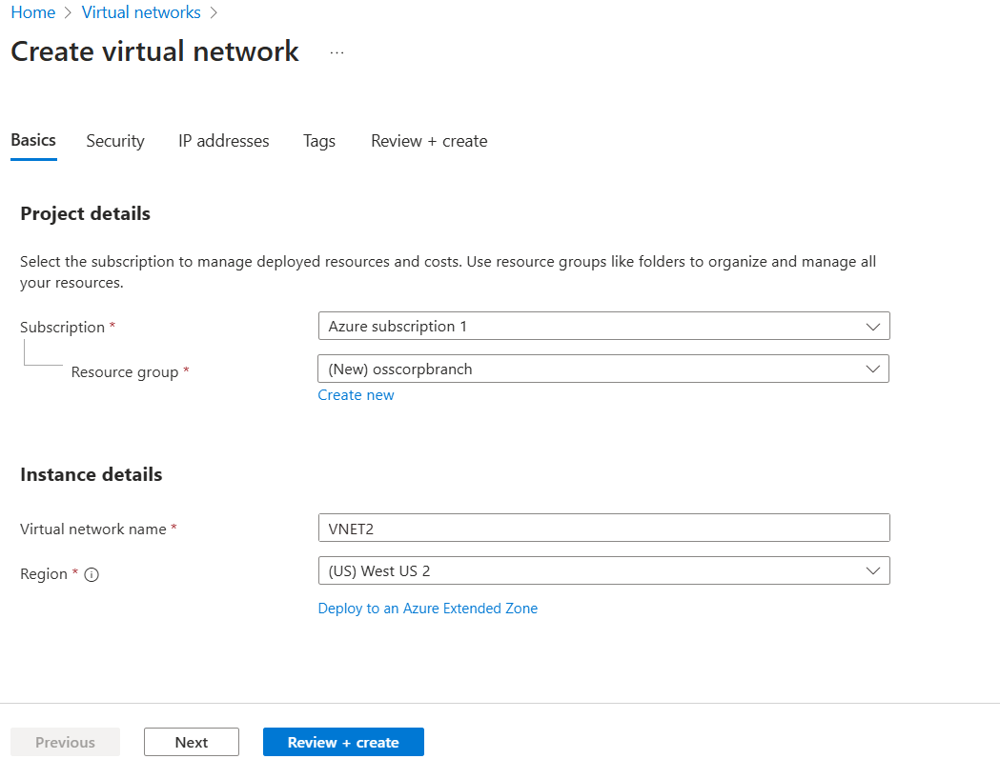 Home > Virtual networks >
Create virtual network ...
Basics Security IP addresses Tags Review + create
Project details
Select the subscription to manage deployed resources and costs. Use resource groups like folders to organize and manage all
your resources.
Subscription * Azure subscription 1
Resource group * (New) osscorpbranch
Create new
Instance details
Virtual network name * VNET2
Region * (US) West US 2
Deploy to an Azure Extended Zone
Previous Next Review + create